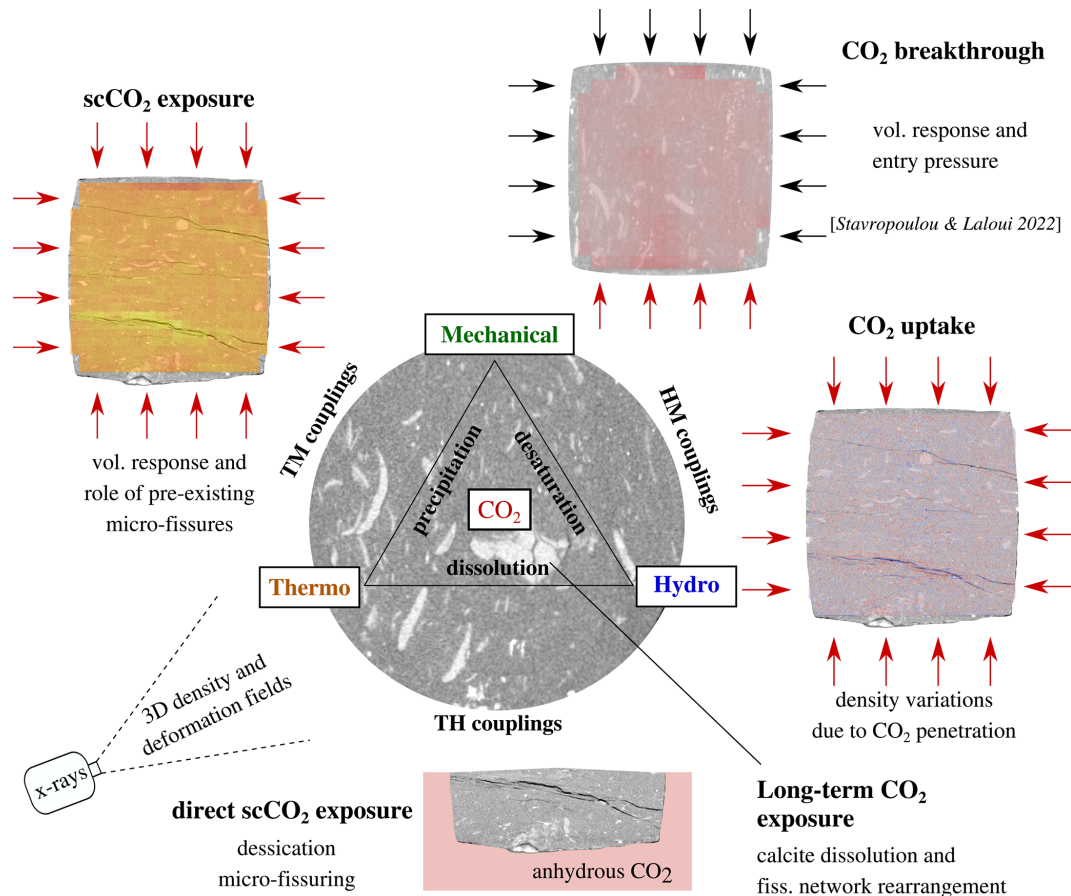 CO₂ breakthrough
vol. response and
entry pressure
[Stavropoulou & Laloui 2022]
scCO₂ exposure
vol. response and
role of pre-existing
micro-fissures
CO₂ uptake
density variations
due to CO₂ penetration
Mechanical
TM couplings
HM couplings
precipitation
desaturation
CO₂
dissolution
Thermo
Hydro
TH couplings
3D density and
deformation fields
x-rays
direct scCO₂ exposure
dessication
micro-fissuring
anhydrous CO₂
Long-term CO₂
exposure
calcite dissolution and
fiss. network rearrangement